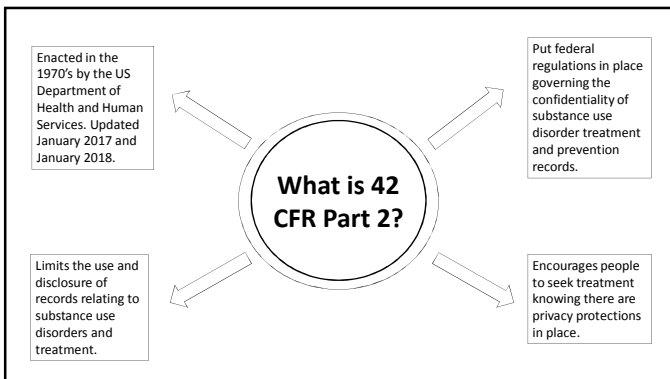 Enacted in the
1970's by the US
Department of
Health and Human
Services. Updated
January 2017 and
January 2018.
Put federal
regulations in place
governing the
confidentiality of
substance use
disorder treatment
and prevention
records.
What is 42
CFR Part 2?
Limits the use and
disclosure of
records relating to
substance use
disorders and
treatment.
Encourages people
to seek treatment
knowing there are
privacy protections
in place.